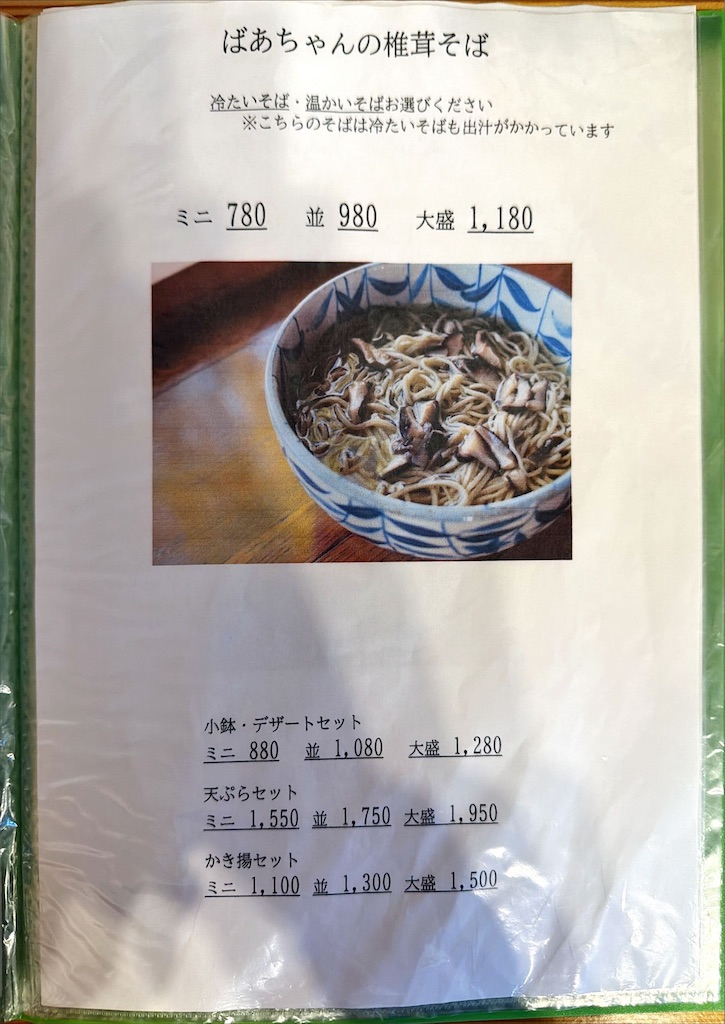 ばあちゃんの椎茸そば
冷たいそば・温かいそばお選びください
※こちらのそばは冷たいそばも出汁がかかっています
ミニ 780 並 980 大盛 1,180
小鉢・デザートセット
ミニ 880 並 1,080 大盛 1,280
天ぷらセット
ミニ 1,550 並 1,750 大盛 1,950
かき揚セット
ミニ 1,100 並 1,300 大盛 1,500